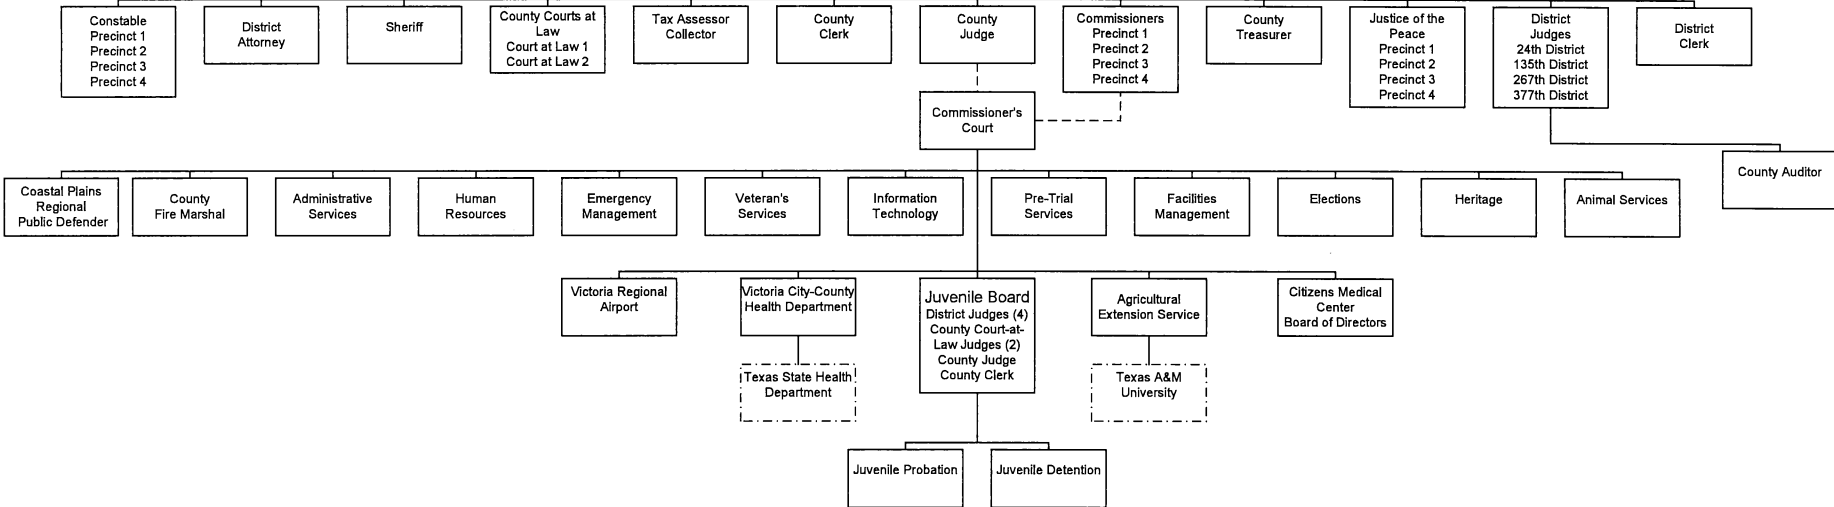 Constable
Precinct 1
Precinct 2
Precinct 3
Precinct 4
District
Attorney
Sheriff
County Courts at
Law
Court at Law 1
Court at Law 2
Tax Assessor
Collector
County
Clerk
County
Judge
Commissioners
Precinct 1
Precinct 2
Precinct 3
Precinct 4
County
Treasurer
Justice of the
Peace
Precinct 1
Precinct 2
Precinct 3
Precinct 4
District
Judges
24th District
135th District
267th District
377th District
District
Clerk
Commissioner's
Court
County Auditor
Coastal Plains
Regional
Public Defender
County
Fire Marshal
Administrative
Services
Human
Resources
Emergency
Management
Veteran's
Services
Information
Technology
Pre-Trial
Services
Facilities
Management
Elections
Heritage
Animal Services
Victoria Regional
Airport
Victoria City-County
Health Department
Juvenile Board
District Judges (4)
County Court-at-
Law Judges (2)
County Judge
County Clerk
Agricultural
Extension Service
Citizens Medical
Center
Board of Directors
Texas State Health
Department
Texas A&M
University
Juvenile Probation
Juvenile Detention